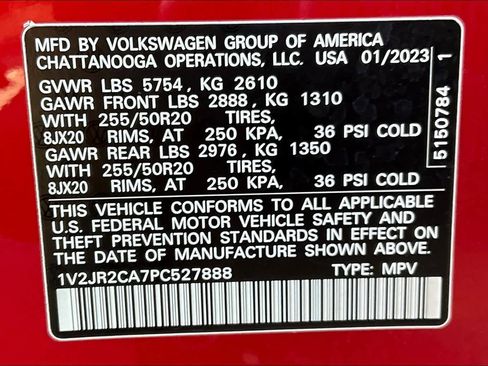 MFD BY VOLKSWAGEN GROUP OF AMERICA
CHATTANOOGA OPERATIONS, LLC. USA 01/2023
GVWR LBS 5754 , KG 2610
GAWR FRONT LBS 2888 , KG 1310
WITH 255/50R20 TIRES,
8JX20 RIMS, AT 250 KPA, 36 PSI COLD
GAWR REAR LBS 2976 , KG 1350
WITH 255/50R20 TIRES,
8JX20 RIMS, AT 250 KPA, 36 PSI COLD
THIS VEHICLE CONFORMS TO ALL APPLICABLE
U.S. FEDERAL MOTOR VEHICLE SAFETY AND
THEFT PREVENTION STANDARDS IN EFFECT ON
THE DATE OF MANUFACTURE SHOWN ABOVE.
1V2JR2CA7PC527888 TYPE: MPV
5150784 1